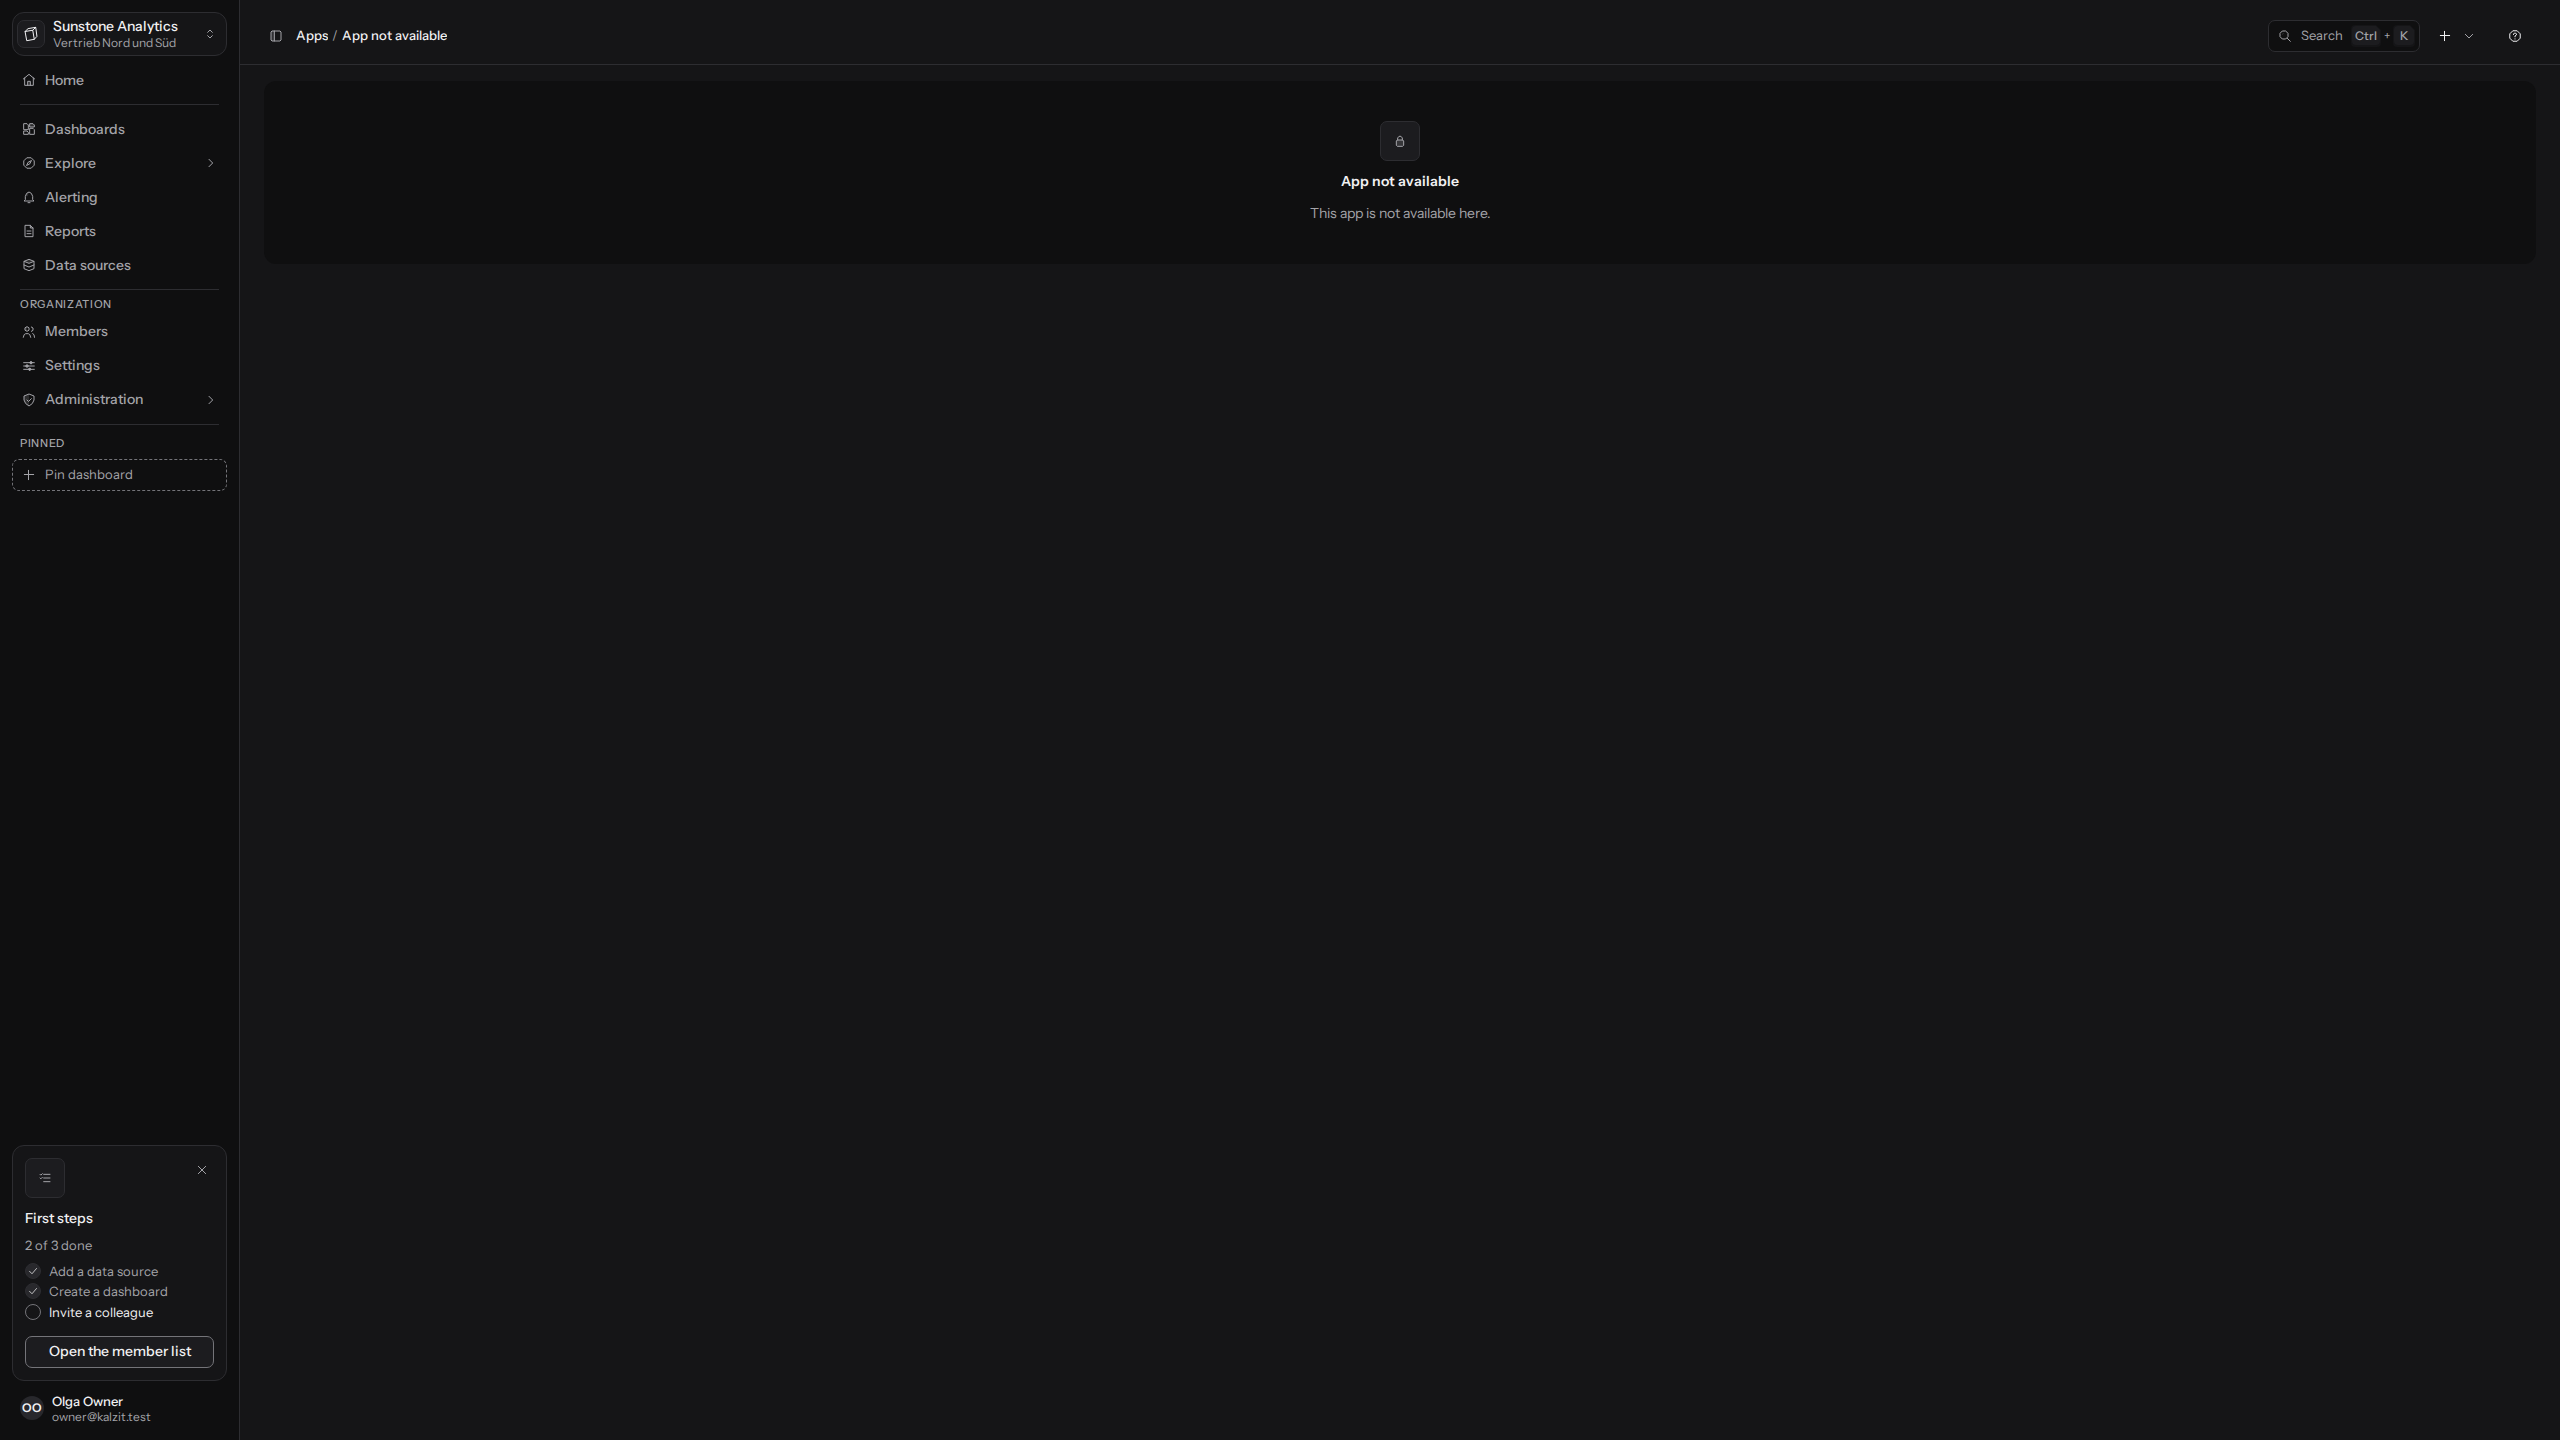 Sunstone Analytics
Vertrieb Nord und Süd
Home
Dashboards
Explore
Alerting
Reports
Data sources
ORGANIZATION
Members
Settings
Administration
PINNED
Pin dashboard
Apps / App not available
Search Ctrl + K
App not available
This app is not available here.
First steps
2 of 3 done
Add a data source
Create a dashboard
Invite a colleague
Open the member list
OO
Olga Owner
owner@kalzit.test